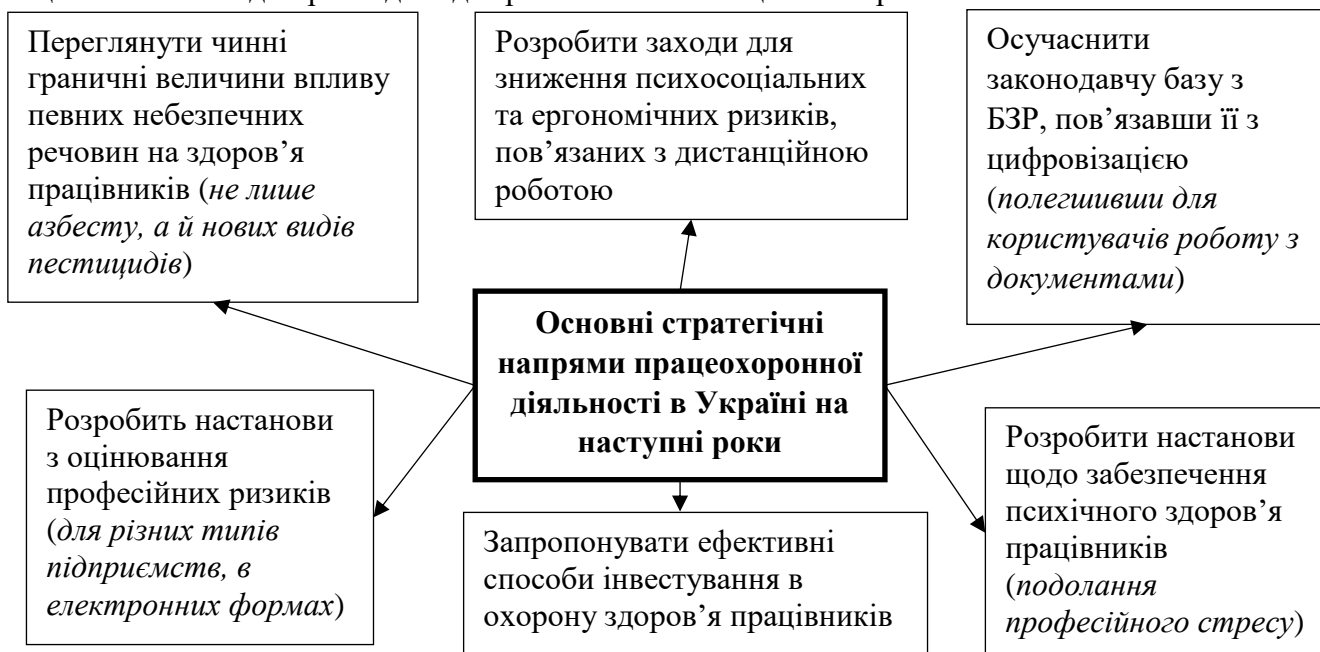 Переглянути чинні
граничні величини впливу
певних небезпечних
речовин на здоров’я
працівників (не лише
азбесту, а й нових видів
пестицидів)
Розробити заходи для
зниження психосоціальних
та ергономічних ризиків,
пов’язаних з дистанційною
роботою
Осучаснити
законодавчу базу з
БЗР, пов’язавши її з
цифровізацією
(полегшивши для
користувачів роботу з
документами)
Основні стратегічні
напрями працеохоронної
діяльності в Україні на
наступні роки
Розробить настанови
з оцінювання
професійних ризиків
(для різних типів
підприємств, в
електронних формах)
Запропонувати ефективні
способи інвестування в
охорону здоров’я працівників
Розробити настанови
щодо забезпечення
психічного здоров’я
працівників
(подолання
професійного стресу)